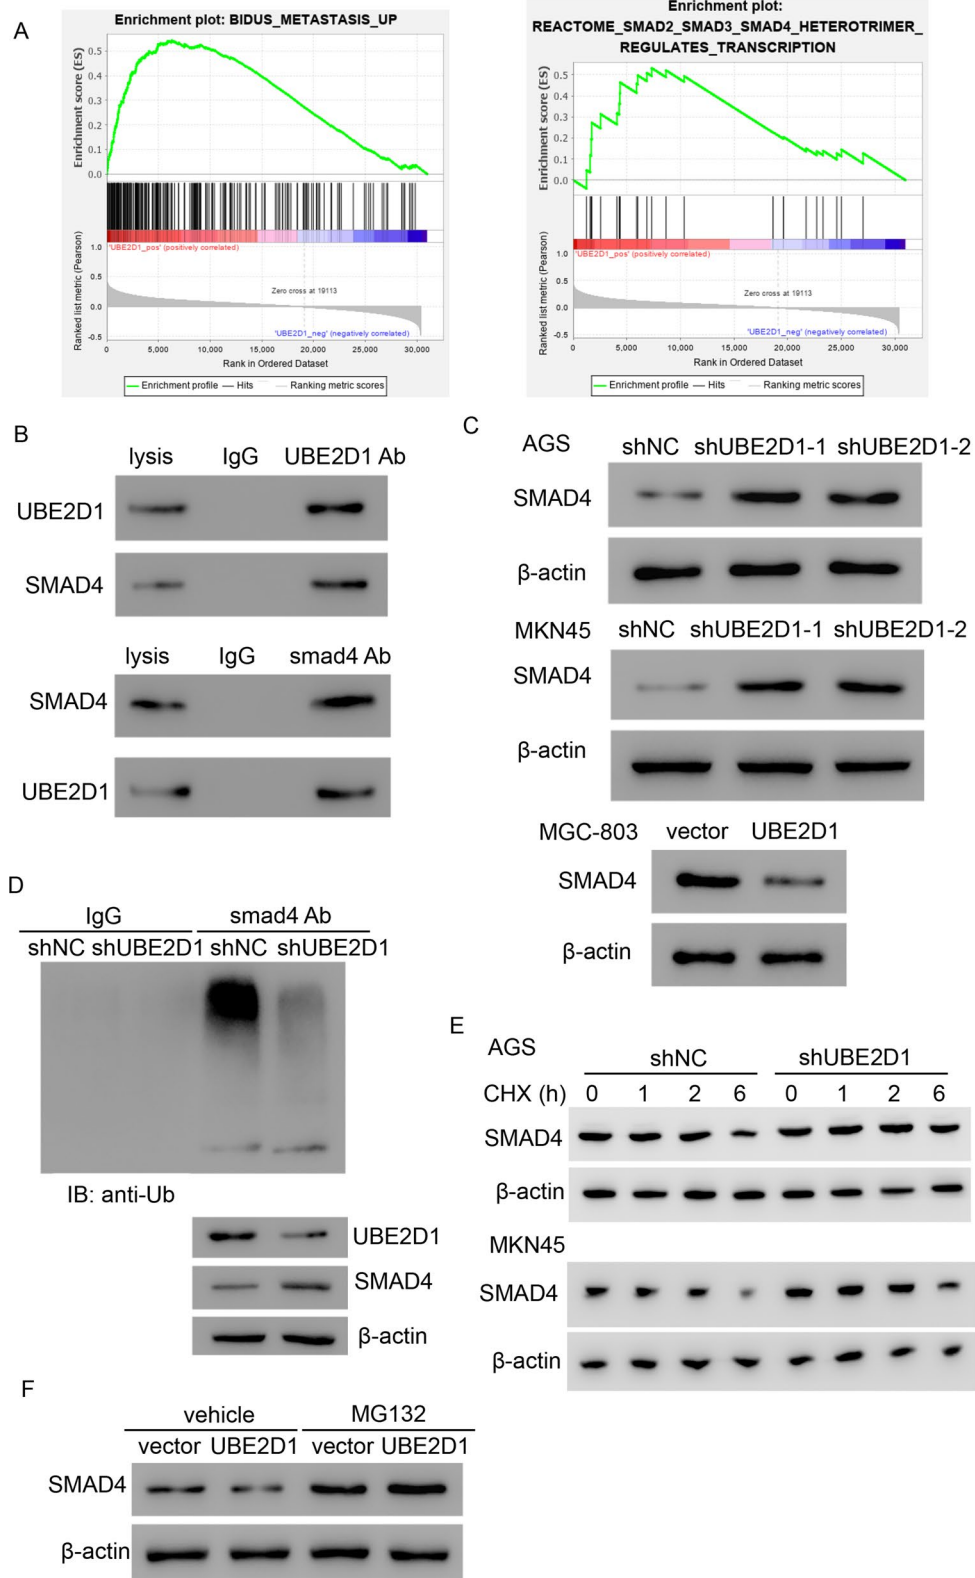 A
Enrichment plot: BIDUS_METASTASIS_UP
Enrichment score (ES)
0.5
0.4
0.3
0.2
0.1
0.0
'UBE2D1_pos' (positively correlated)
Ranked list metric (Pearson)
1.0
0.5
0.0
-0.5
Zero cross at 19113
'UBE2D1_neg' (negatively correlated)
0 5,000 10,000 15,000 20,000 25,000 30,000
Rank in Ordered Dataset
Enrichment profile Hits Ranking metric scores
Enrichment plot:
REACTOME_SMAD2_SMAD3_SMAD4_HETEROTRIMER_
REGULATES_TRANSCRIPTION
Enrichment score (ES)
0.5
0.4
0.3
0.2
0.1
0.0
'UBE2D1_pos' (positively correlated)
Ranked list metric (Pearson)
1.0
0.5
0.0
-0.5
Zero cross at 19113
'UBE2D1_neg' (negatively correlated)
0 5,000 10,000 15,000 20,000 25,000 30,000
Rank in Ordered Dataset
Enrichment profile Hits Ranking metric scores
B
lysis IgG UBE2D1 Ab
UBE2D1
SMAD4
lysis IgG smad4 Ab
SMAD4
UBE2D1
C
AGS shNC shUBE2D1-1 shUBE2D1-2
SMAD4
β-actin
MKN45 shNC shUBE2D1-1 shUBE2D1-2
SMAD4
β-actin
MGC-803 vector UBE2D1
SMAD4
β-actin
D
IgG smad4 Ab
shNC shUBE2D1 shNC shUBE2D1
IB: anti-Ub
UBE2D1
SMAD4
β-actin
E
AGS
shNC shUBE2D1
CHX (h) 0 1 2 6 0 1 2 6
SMAD4
β-actin
MKN45
SMAD4
β-actin
F
vehicle MG132
vector UBE2D1 vector UBE2D1
SMAD4
β-actin